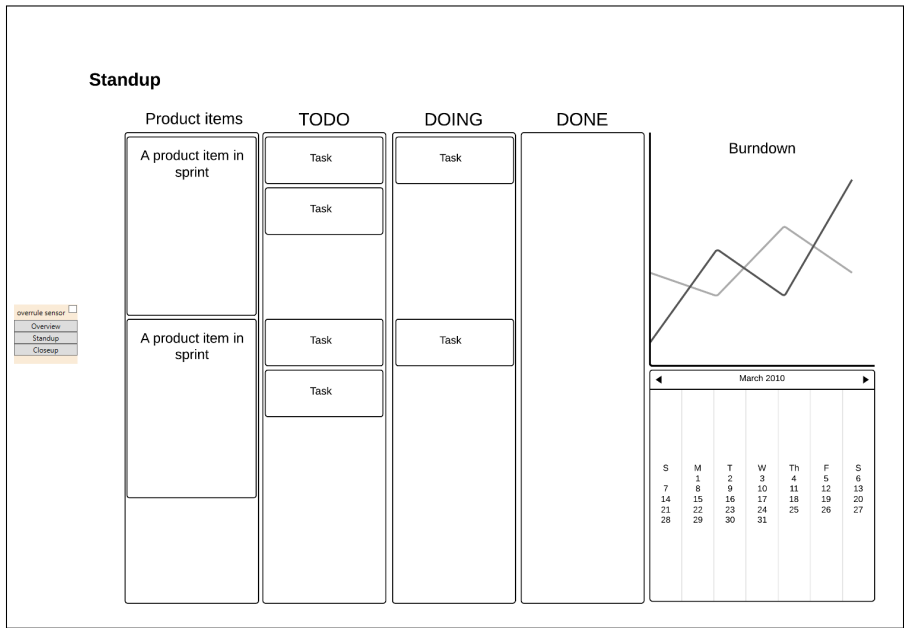 Standup
Product items TODO DOING DONE
A product item in
sprint
Task
Task
Task
A product item in
sprint
Task
Task
Task
Burndown
overrule sensor
Overview
Standup
Closeup
March 2010
S M T W Th F S
1 2 3 4 5 6
7 8 9 10 11 12 13
14 15 16 17 18 19 20
21 22 23 24 25 26 27
28 29 30 31